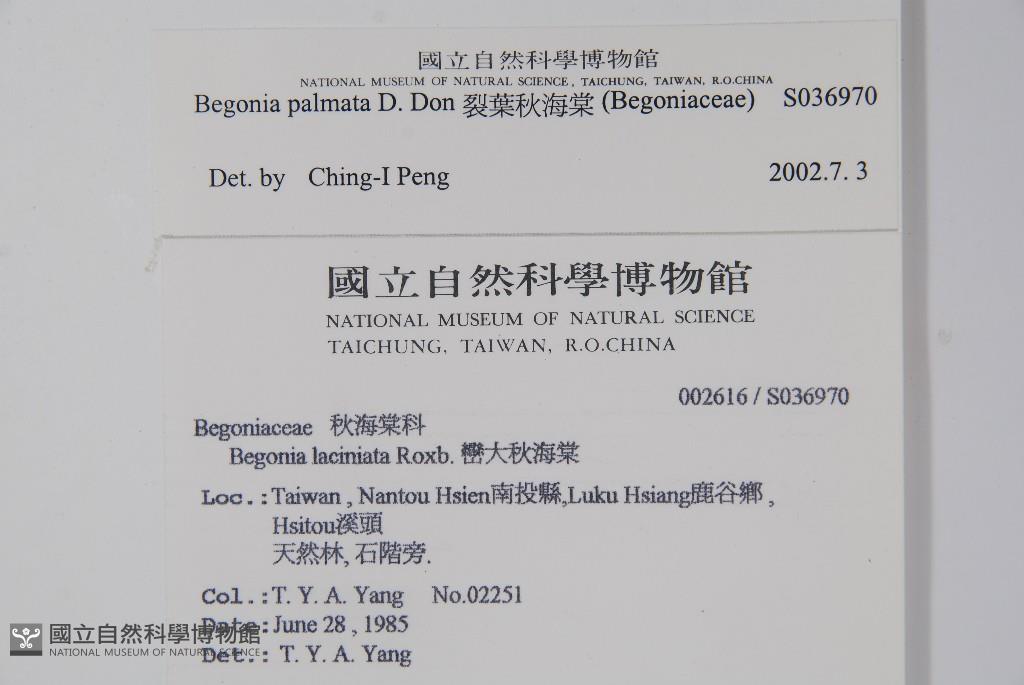 國立自然科學博物館
NATIONAL MUSEUM OF NATURAL SCIENCE, TAICHUNG, TAIWAN, R.O.CHINA
Begonia palmata D. Don 裂葉秋海棠 (Begoniaceae) S036970
Det. by Ching-I Peng 2002.7. 3
國立自然科學博物館
NATIONAL MUSEUM OF NATURAL SCIENCE
TAICHUNG, TAIWAN, R.O.CHINA
002616 / S036970
Begoniaceae 秋海棠科
Begonia laciniata Roxb. 巒大秋海棠
Loc.:Taiwan , Nantou Hsien南投縣,Luku Hsiang鹿谷鄉 ,
Hsitou溪頭
天然林, 石階旁.
Col.:T. Y. A. Yang No.02251
Date:June 28 , 1985
Det.: T. Y. A. Yang
國立自然科學博物館
NATIONAL MUSEUM OF NATURAL SCIENCE